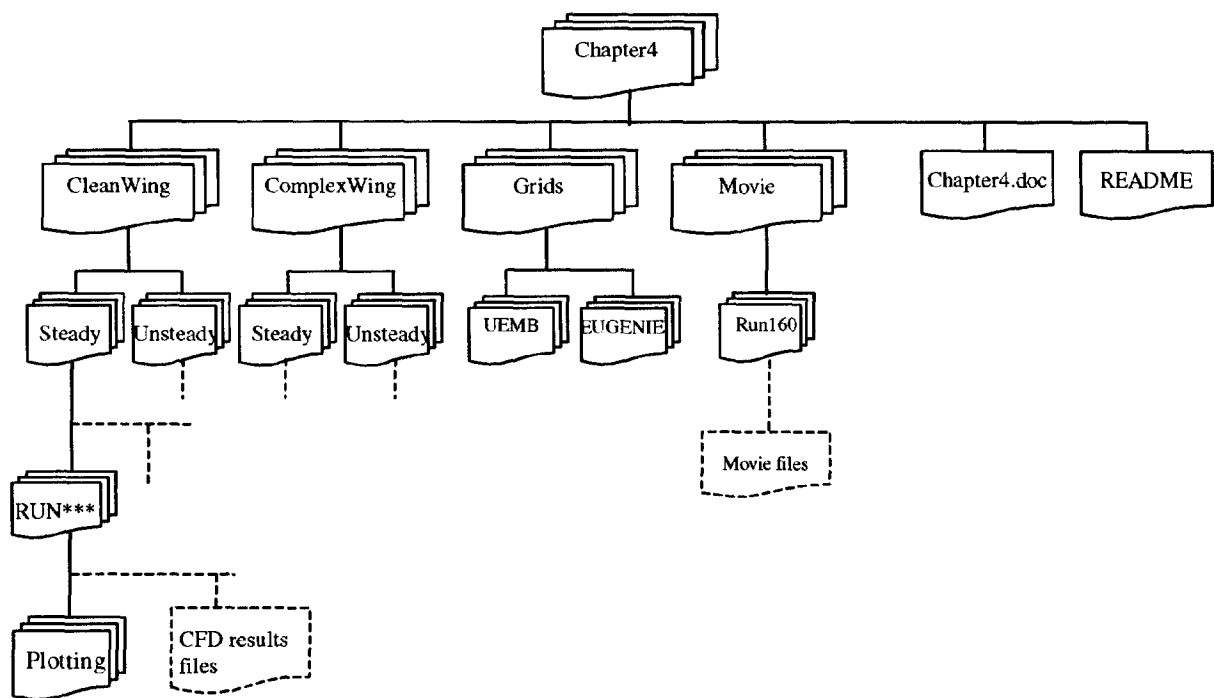 Chapter4
CleanWing
ComplexWing
Grids
Movie
Chapter4.doc
README
Steady
Unsteady
Steady
Unsteady
UEMB
EUGENIE
Run160
Movie files
RUN***
Plotting
CFD results
files